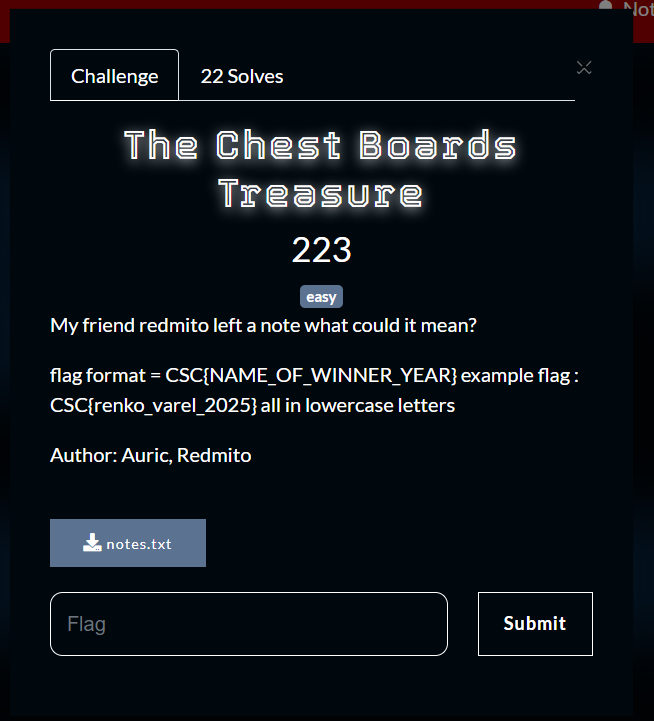 Not
Challenge
22 Solves
The Chest Boards
Treasure
223
easy
My friend redmito left a note what could it mean?
flag format = CSC{NAME_OF_WINNER_YEAR} example flag :
CSC{renko_varel_2025} all in lowercase letters
Author: Auric, Redmito
notes.txt
Flag
Submit